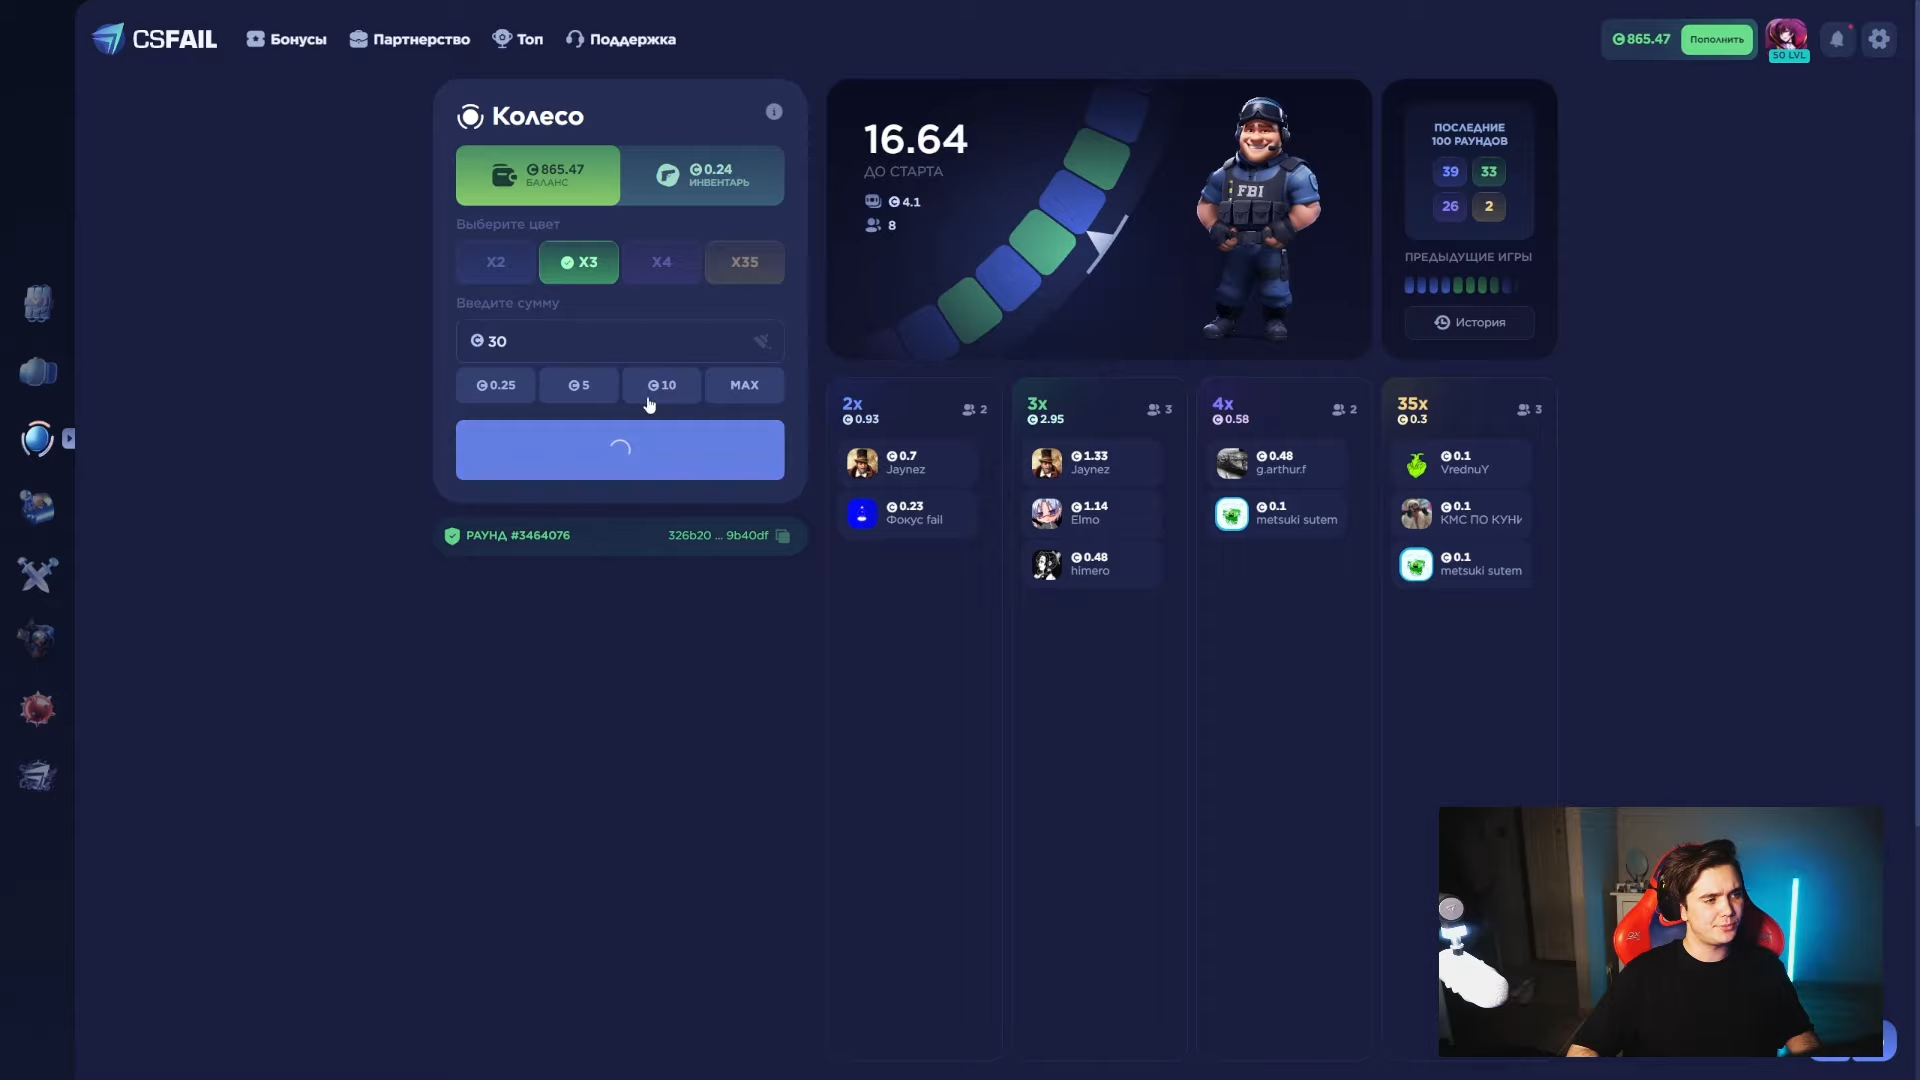 CSFAIL
Бонусы
Партнерство
Топ
Поддержка
865.47
Пополнить
50 LVL
Колесо
865.47
БАЛАНС
0.24
ИНВЕНТАРЬ
Выберите цвет
X2
X3
X4
X35
Введите сумму
30
0.25
5
10
MAX
РАУНД #3464076
326b20 ... 9b40df
16.64
ДО СТАРТА
4.1
8
FBI
ПОСЛЕДНИЕ
100 РАУНДОВ
39
33
26
2
ПРЕДЫДУЩИЕ ИГРЫ
История
2x
0.93
2
0.7
Jaynez
0.23
Фокус fail
3x
2.95
3
1.33
Jaynez
1.14
Elmo
0.48
himero
4x
0.58
2
0.48
g.arthur.f
0.1
metsuki sutem
35x
0.3
3
0.1
VrednuY
0.1
КМС ПО КУНИ
0.1
metsuki sutem